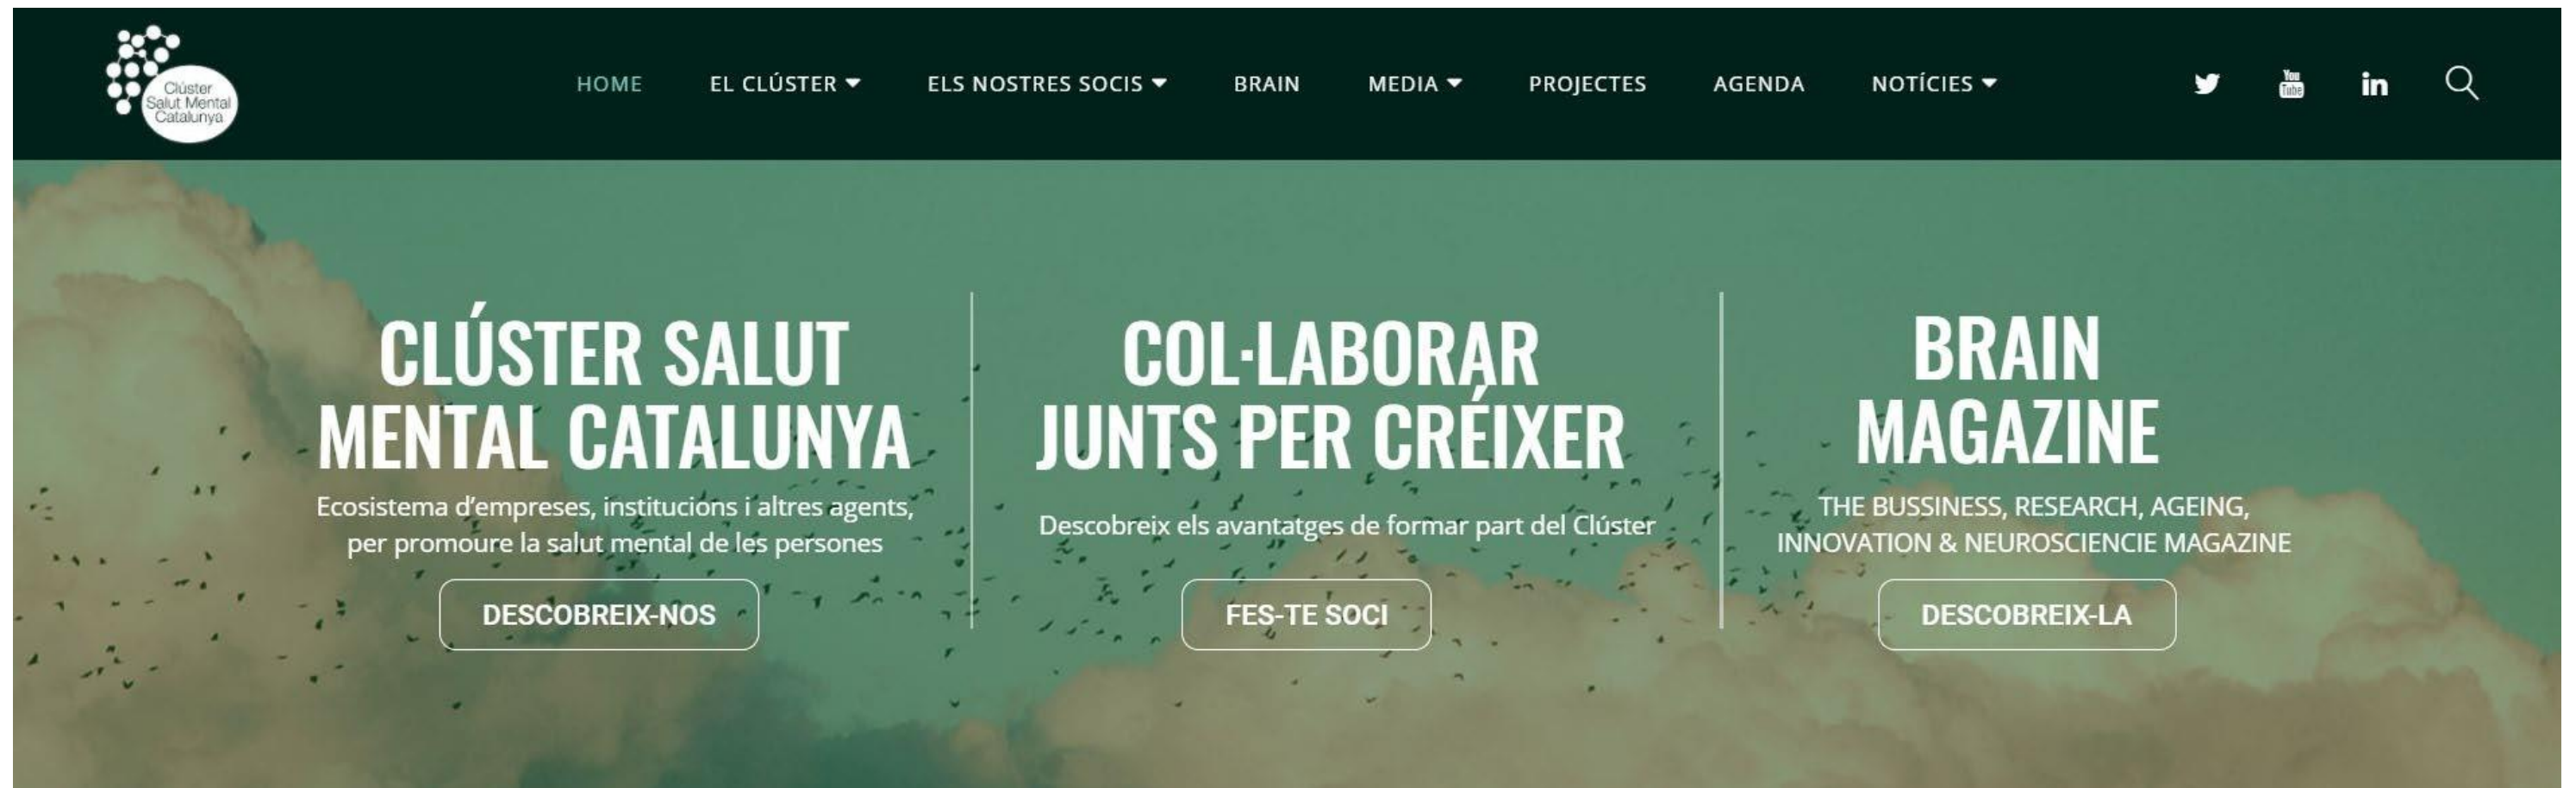 Clúster
Salut Mental
Catalunya
HOME
EL CLÚSTER
ELS NOSTRES SOCIS
BRAIN
MEDIA
PROJECTES
AGENDA
NOTÍCIES
You
Tube
in
CLÚSTER SALUT
MENTAL CATALUNYA
Ecosistema d'empreses, institucions i altres agents,
per promoure la salut mental de les persones
DESCOBREIX-NOS
COL·LABORAR
JUNTS PER CRÉIXER
Descobreix els avantatges de formar part del Clúster
FES-TE SOCI
BRAIN
MAGAZINE
THE BUSSINESS, RESEARCH, AGEING,
INNOVATION & NEUROSCIENCIE MAGAZINE
DESCOBREIX-LA